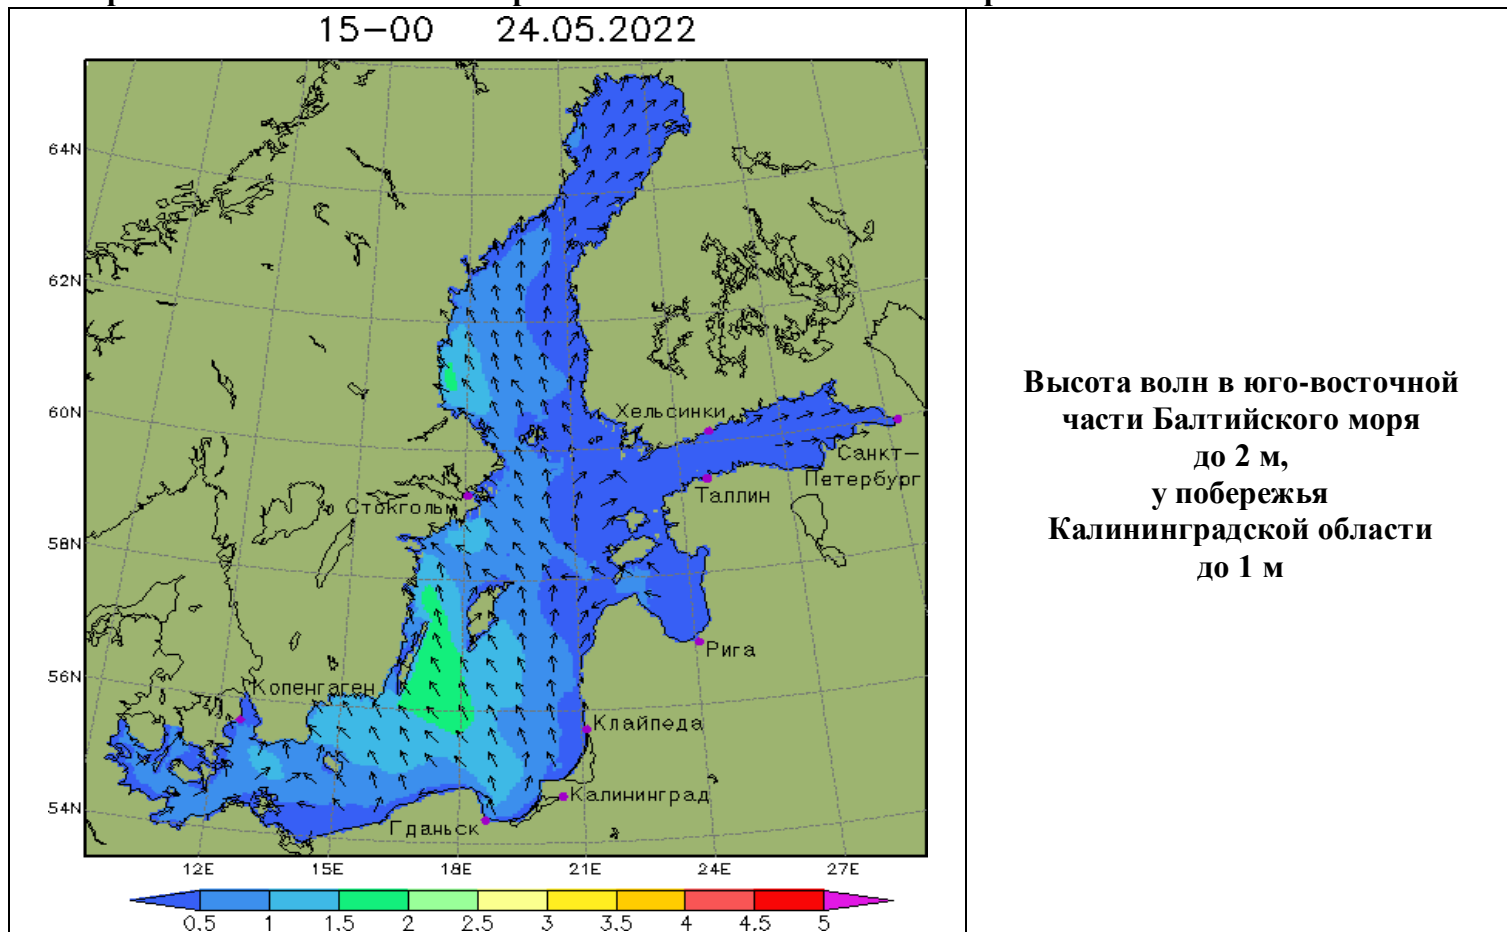 15-00 24.05.2022
64N
62N
60N
58N
56N
54N
12E 15E 18E 21E 24E 27E
Хельсинки
Санкт-
Петербург
Таллин
Стокгольм
Рига
Копенгаген
Клайпеда
Калининград
Гданьск
0,5 1 1,5 2 2,5 3 3,5 4 4,5 5
Высота волн в юго-восточной
части Балтийского моря
до 2 м,
у побережья
Калининградской области
до 1 м